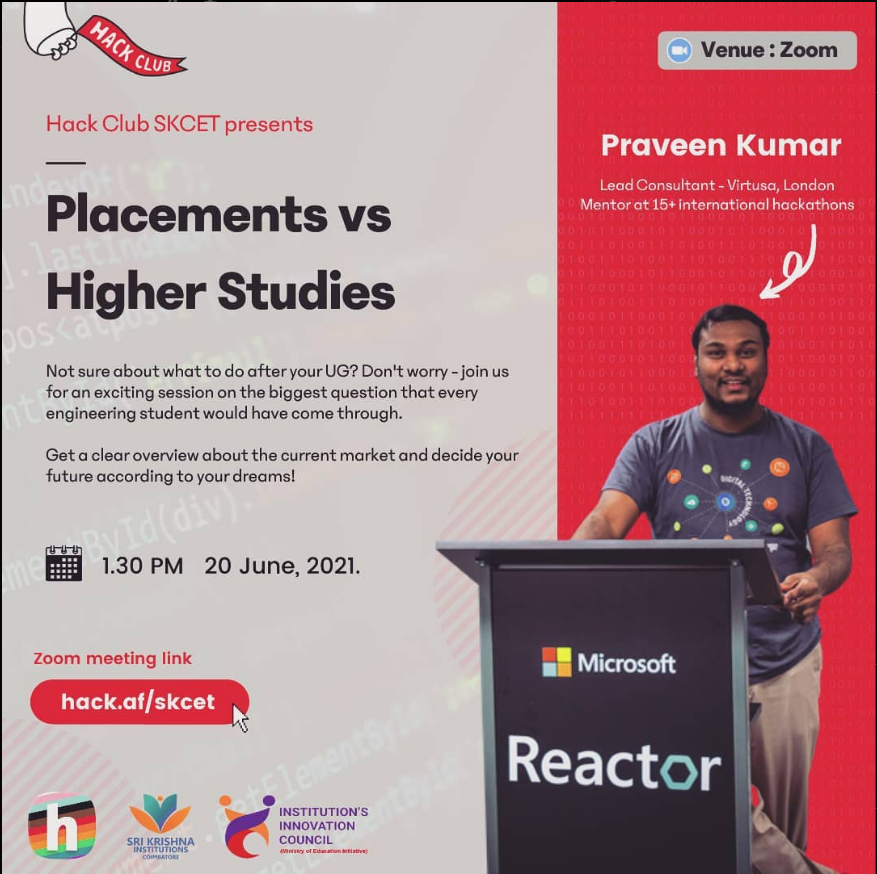 HACK CLUB
Venue : Zoom
Hack Club SKCET presents
Placements vs
Higher Studies
Praveen Kumar
Lead Consultant - Virtusa, London
Mentor at 15+ international hackathons
Not sure about what to do after your UG? Don't worry - join us
for an exciting session on the biggest question that every
engineering student would have come through.
Get a clear overview about the current market and decide your
future according to your dreams!
1.30 PM 20 June, 2021.
Zoom meeting link
hack.af/skcet
DIGITAL TECHNOLOGY
Microsoft
Reactor
h
SRI KRISHNA
INSTITUTIONS
COIMBATORE
INSTITUTION'S
INNOVATION
COUNCIL
(Ministry of Education Initiative)